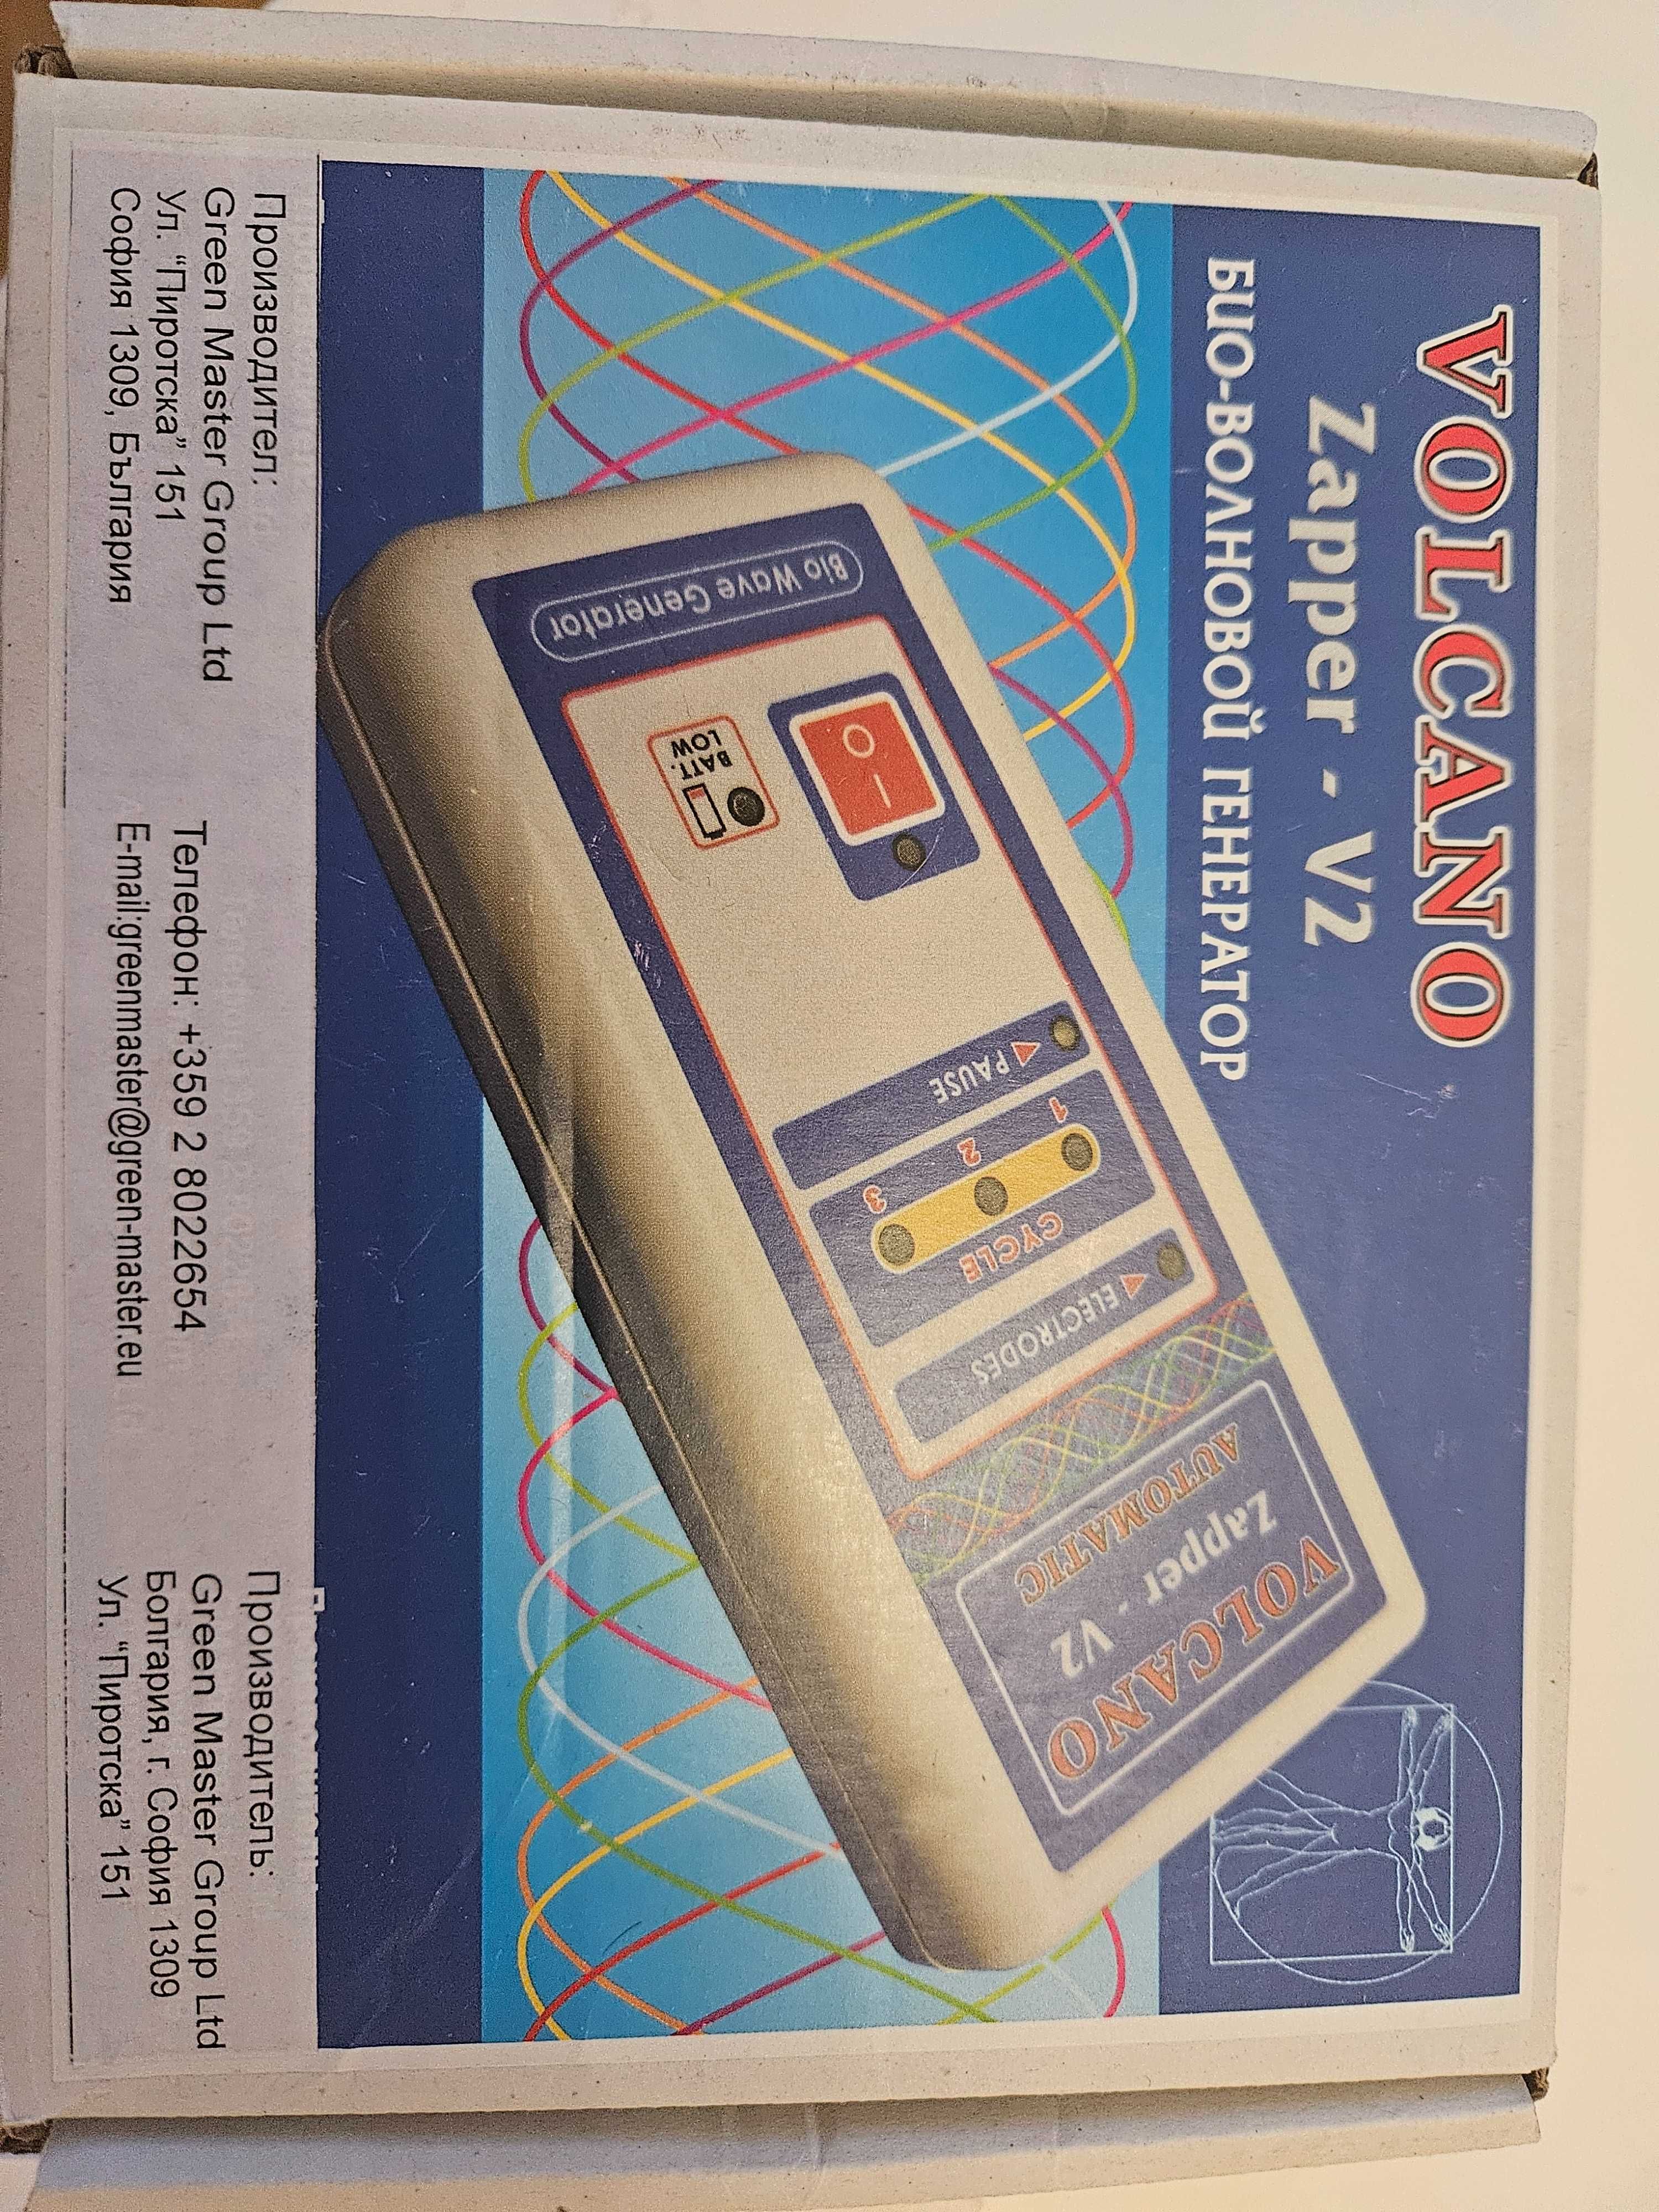 VOLCANO
Zapper - V2
БИО-ВОЛНОВОЙ ГЕНЕРАТОР
Bio Wave Generator
BATT.
LOW
PAUSE
1
2
3
CYCLE
ELECTRODES
VOLCANO
Zapper - V2
AUTOMATIC
Производител:
Green Master Group Ltd
Ул. “Пиротска” 151
София 1309, България
Телефон: +359 2 8022654
E-mail:greenmaster@green-master.eu
Производитель:
Green Master Group Ltd
Болгария, г. София 1309
Ул. “Пиротска” 151